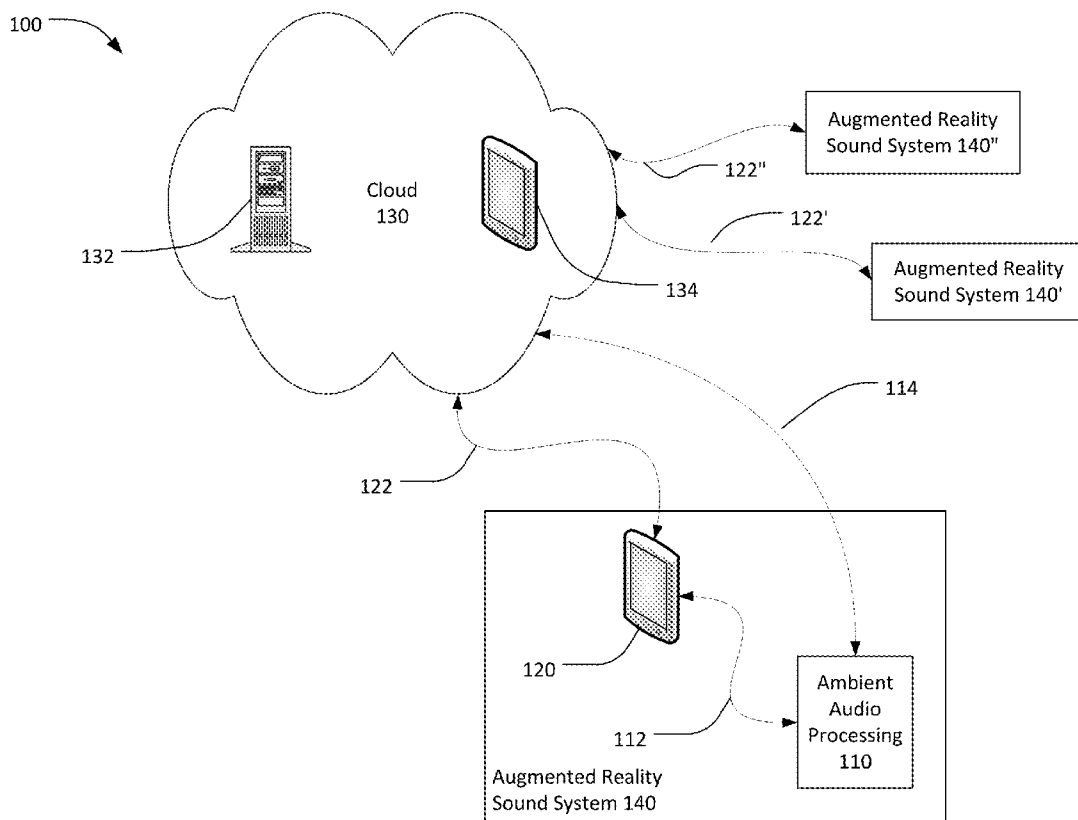 100
Augmented Reality
Sound System 140"
122"
Cloud
130
132
134
122'
Augmented Reality
Sound System 140'
114
122
120
112
Ambient
Audio
Processing
110
Augmented Reality
Sound System 140